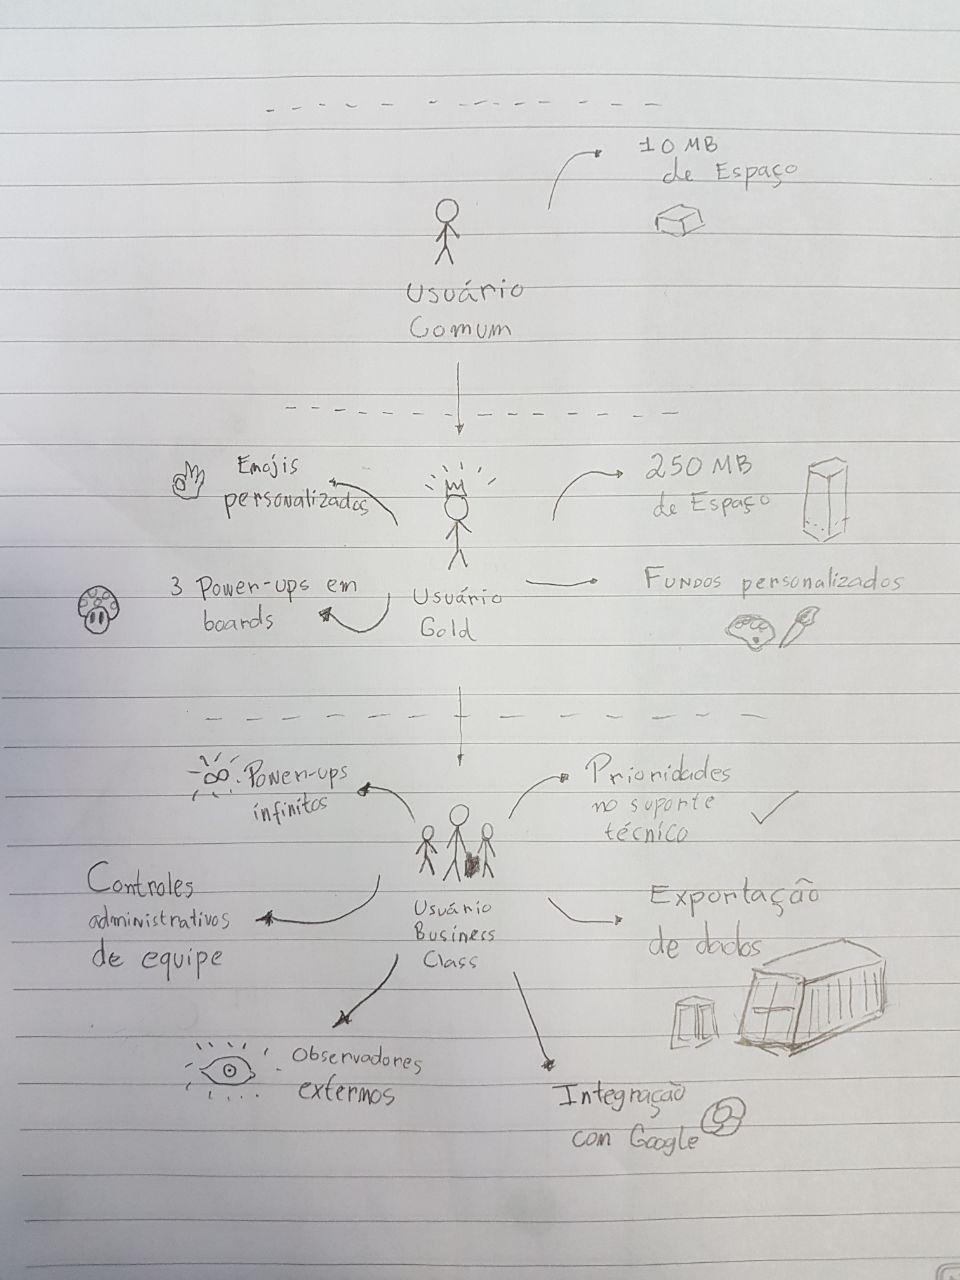 10 MB
de Espaço
Usuário
Comum
Emojis
personalizados
250 MB
de Espaço
3 Power-ups em
boards
Usuário
Gold
Fundos personalizados
Power-ups
infinitos
Prioridades
no suporte
técnico
Controles
administrativos
de equipe
Usuário
Business
Class
Exportação
de dados
Observadores
externos
Integração
com Google